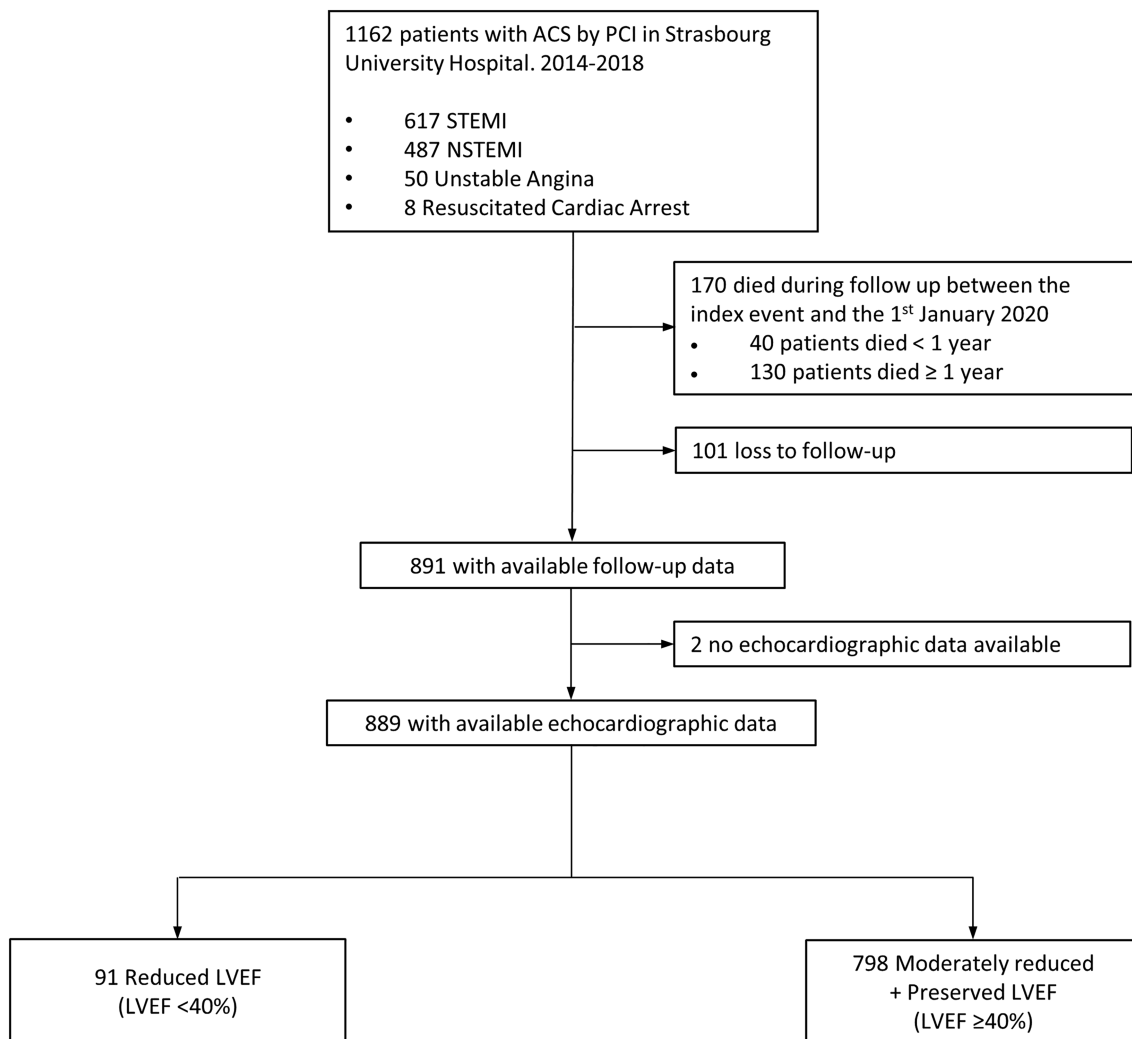 1162 patients with ACS by PCI in Strasbourg
University Hospital. 2014-2018
• 617 STEMI
• 487 NSTEMI
• 50 Unstable Angina
• 8 Resuscitated Cardiac Arrest
170 died during follow up between the
index event and the 1st January 2020
• 40 patients died < 1 year
• 130 patients died ≥ 1 year
101 loss to follow-up
891 with available follow-up data
2 no echocardiographic data available
889 with available echocardiographic data
91 Reduced LVEF
(LVEF <40%)
798 Moderately reduced
+ Preserved LVEF
(LVEF ≥40%)